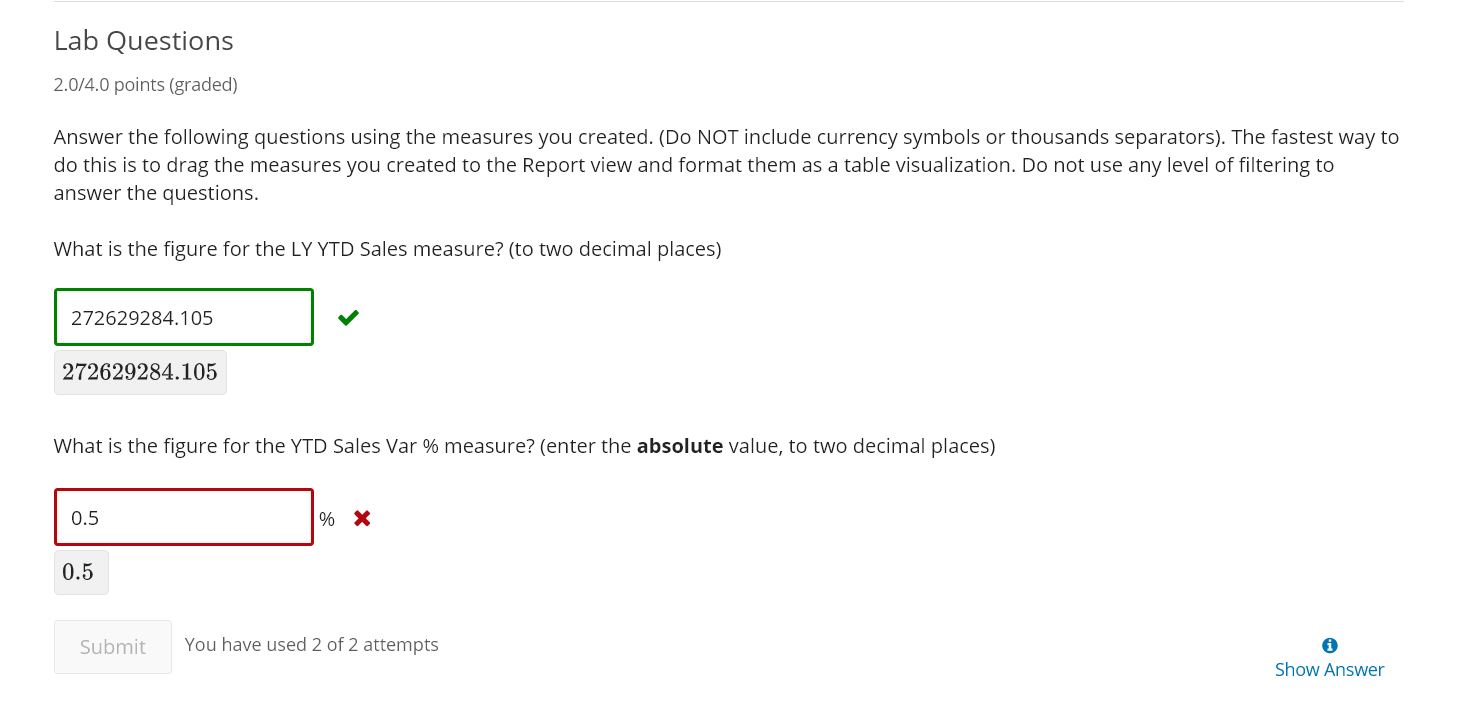 Lab Questions
2.0/4.0 points (graded)
Answer the following questions using the measures you created. (Do NOT include currency symbols or thousands separators). The fastest way to
do this is to drag the measures you created to the Report view and format them as a table visualization. Do not use any level of filtering to
answer the questions.
What is the figure for the LY YTD Sales measure? (to two decimal places)
272629284.105
272629284.105
What is the figure for the YTD Sales Var % measure? (enter the absolute value, to two decimal places)
0.5 %
0.5
Submit You have used 2 of 2 attempts
Show Answer